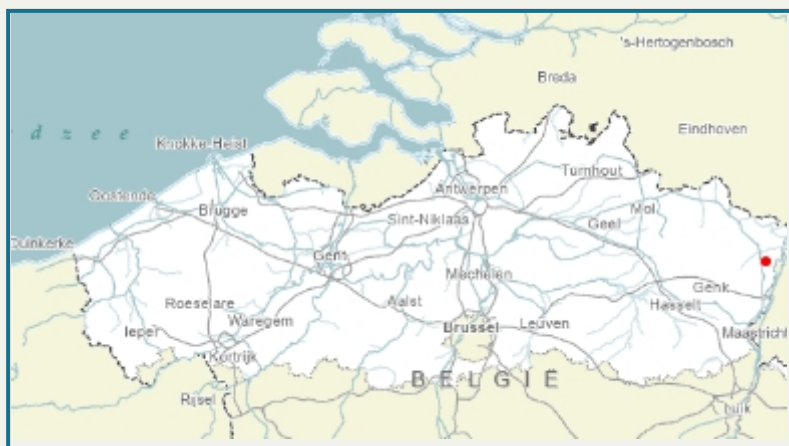 's-Hertogenbosch
Breda
Eindhoven
d z e e
Knokke-Heist
Turnhout
Antwerpen
Oostende
Brugge
Sint-Niklaas
Mol
Geel
Duinkerke
Gent
Mechelen
Genk
Roeselare
Aalst
Hasselt
Ieper
Waregem
Brussel
Leuven
Maastricht
Kortrijk
BELGIË
Rijsel
Luik